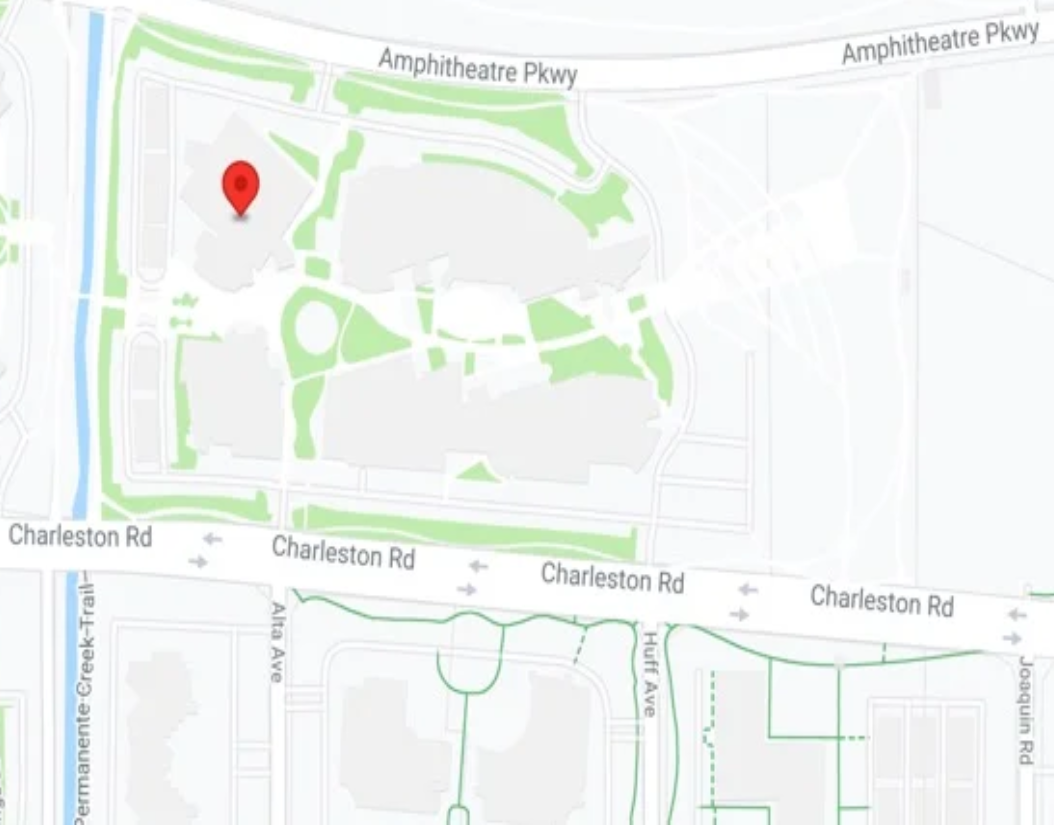 Amphitheatre Pkwy
Amphitheatre Pkwy
Charleston Rd
Charleston Rd
Charleston Rd
Charleston Rd
Permanente Creek Trail
Alta Ave
Huff Ave
Joaquin Rd